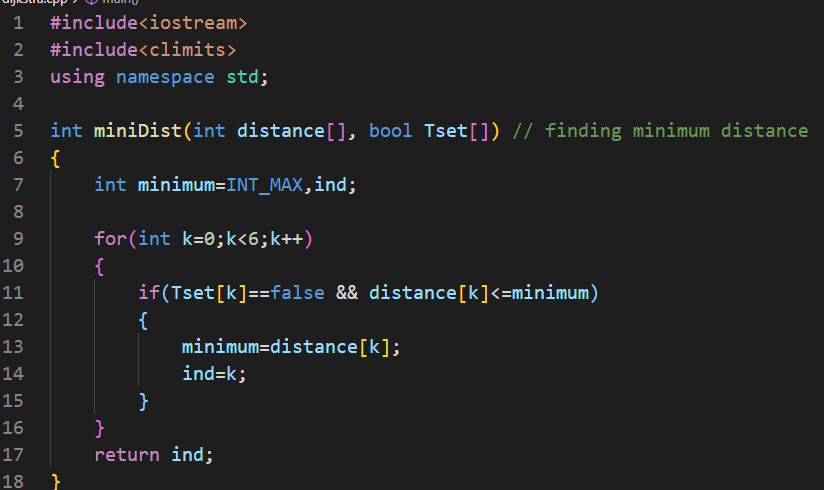 dijkstra.cpp > main()
1 #include<iostream>
2 #include<climits>
3 using namespace std;
4
5 int miniDist(int distance[], bool Tset[]) // finding minimum distance
6 {
7     int minimum=INT_MAX,ind;
8
9     for(int k=0;k<6;k++)
10     {
11         if(Tset[k]==false && distance[k]<=minimum)
12         {
13             minimum=distance[k];
14             ind=k;
15         }
16     }
17     return ind;
18 }